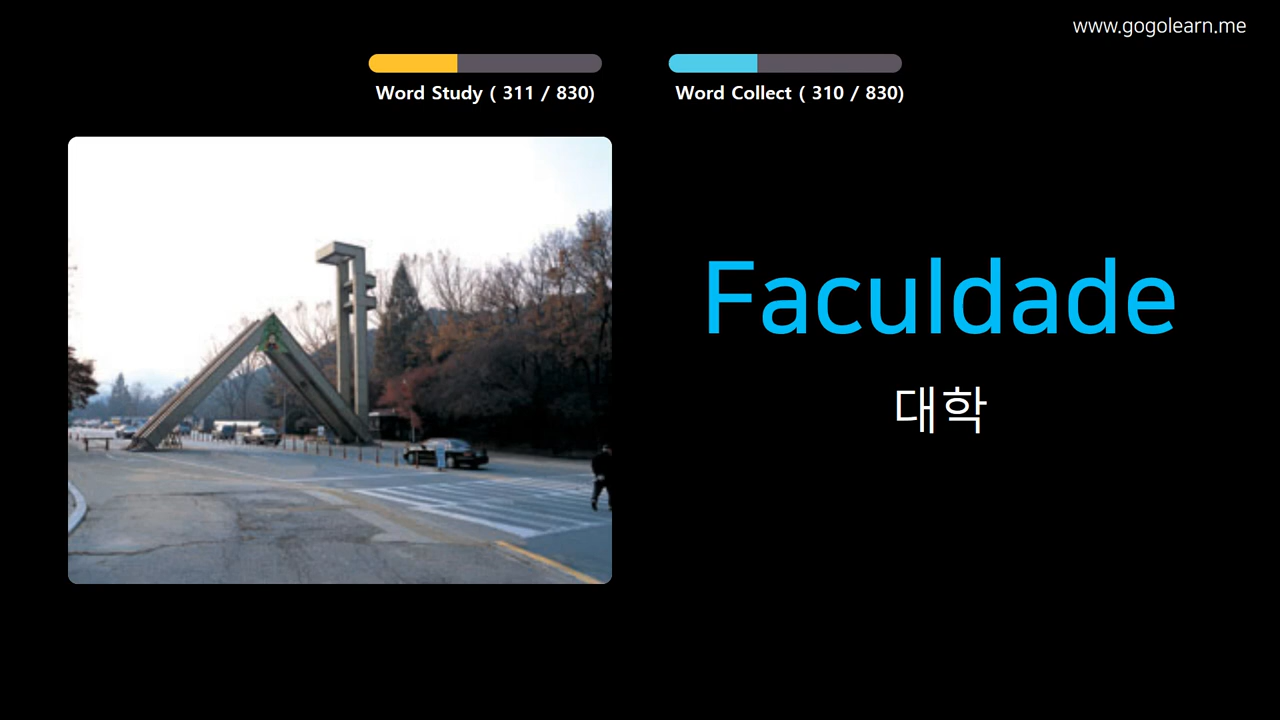 www.gogolearn.me
Word Study ( 311 / 830)
Word Collect ( 310 / 830)
Faculdade
대학